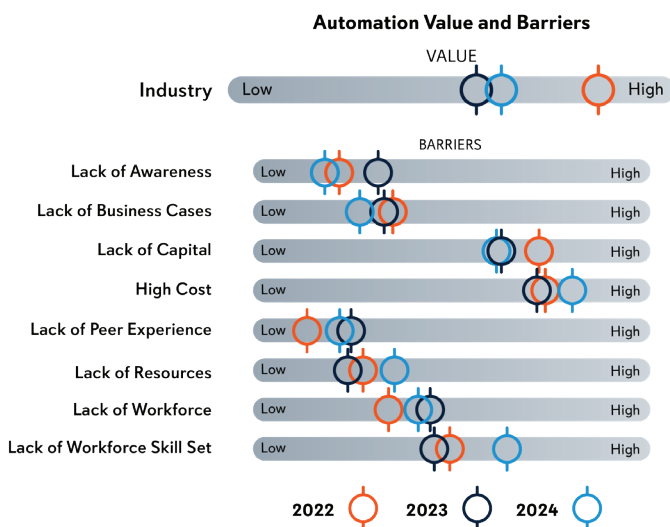 Automation Value and Barriers
VALUE
Industry Low High
BARRIERS
Lack of Awareness Low High
Lack of Business Cases Low High
Lack of Capital Low High
High Cost Low High
Lack of Peer Experience Low High
Lack of Resources Low High
Lack of Workforce Low High
Lack of Workforce Skill Set Low High
2022 2023 2024